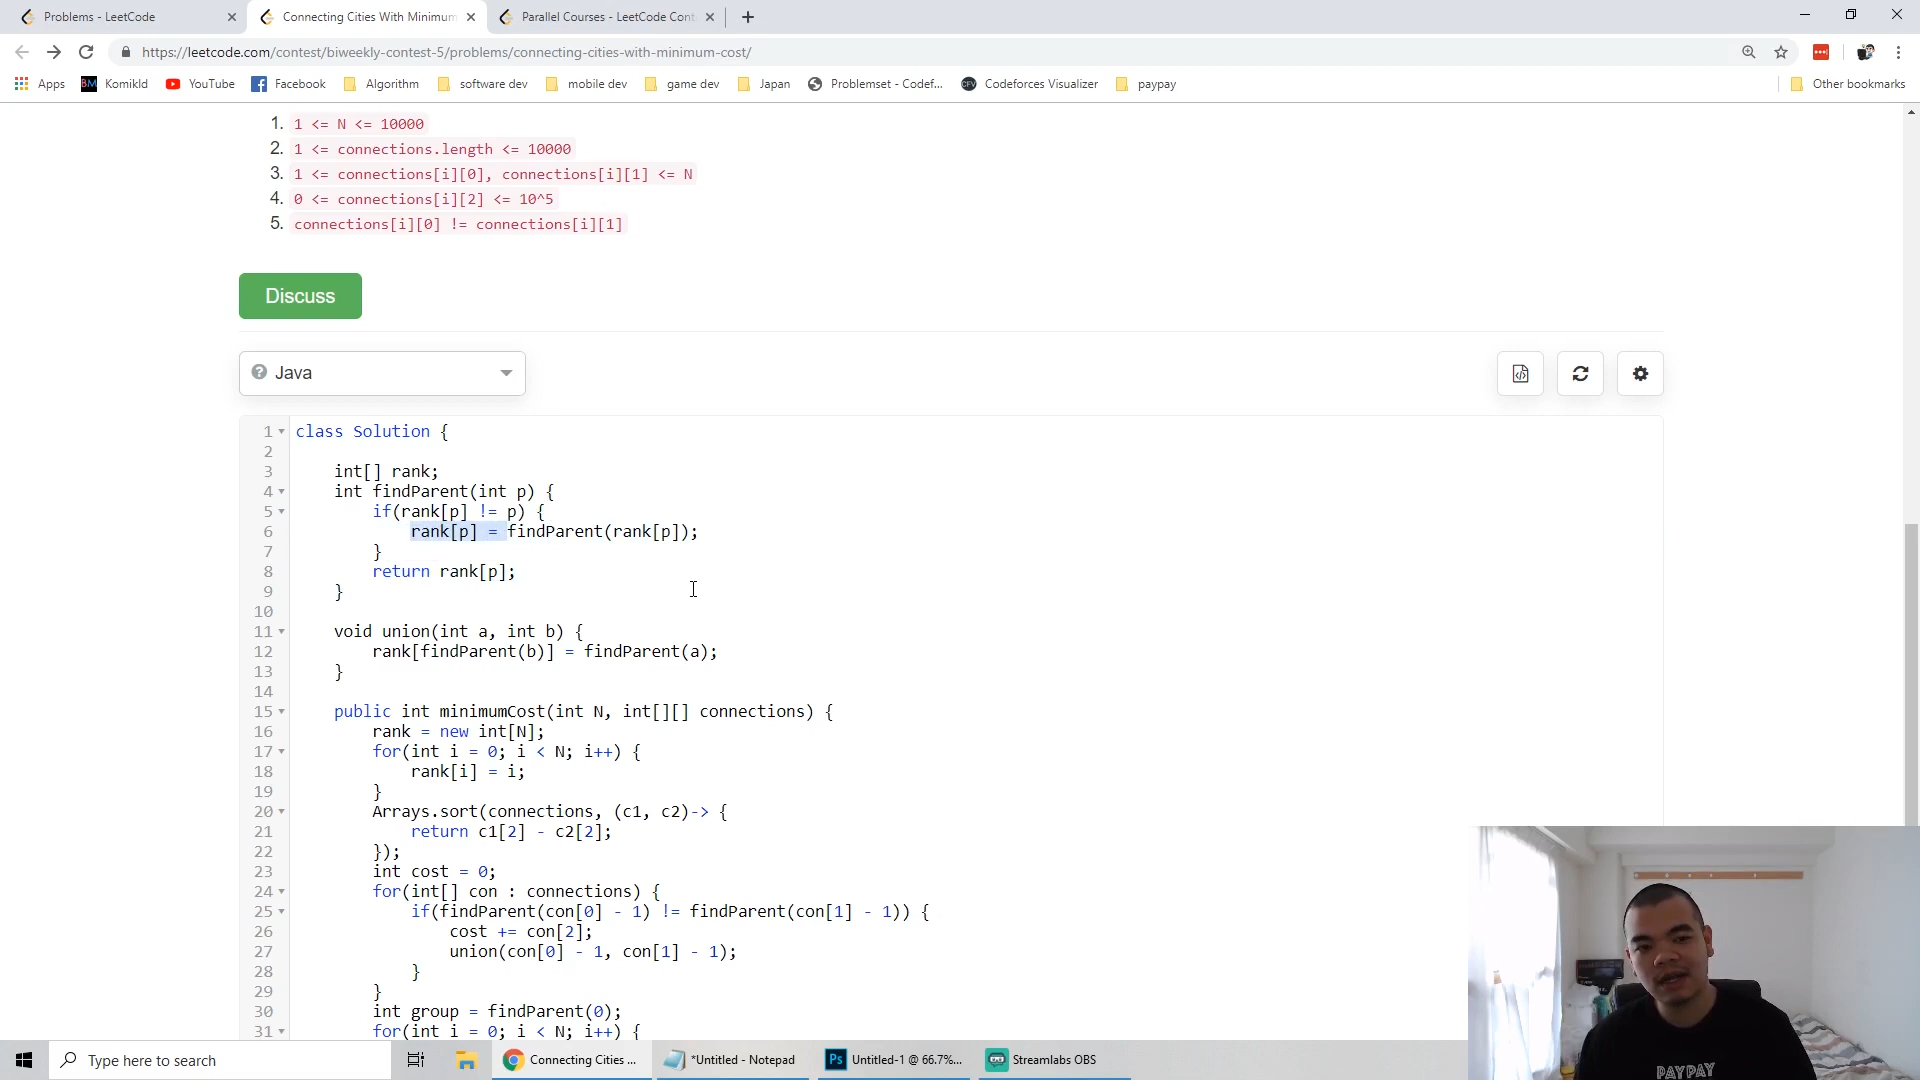 Problems - LeetCode
Connecting Cities With Minimum
Parallel Courses - LeetCode Cont
https://leetcode.com/contest/biweekly-contest-5/problems/connecting-cities-with-minimum-cost/
Apps
BM
Komikld
YouTube
Facebook
Algorithm
software dev
mobile dev
game dev
Japan
Problemset - Codef...
CFV
Codeforces Visualizer
paypay
Other bookmarks
1. 1 <= N <= 10000
2. 1 <= connections.length <= 10000
3. 1 <= connections[i][0], connections[i][1] <= N
4. 0 <= connections[i][2] <= 10^5
5. connections[i][0] != connections[i][1]
Discuss
Java
1 class Solution {
2
3 int[] rank;
4 int findParent(int p) {
5 if(rank[p] != p) {
6 rank[p] = findParent(rank[p]);
7 }
8 return rank[p];
9 }
10
11 void union(int a, int b) {
12 rank[findParent(b)] = findParent(a);
13 }
14
15 public int minimumCost(int N, int[][] connections) {
16 rank = new int[N];
17 for(int i = 0; i < N; i++) {
18 rank[i] = i;
19 }
20 Arrays.sort(connections, (c1, c2)-> {
21 return c1[2] - c2[2];
22 });
23 int cost = 0;
24 for(int[] con : connections) {
25 if(findParent(con[0] - 1) != findParent(con[1] - 1)) {
26 cost += con[2];
27 union(con[0] - 1, con[1] - 1);
28 }
29 }
30 int group = findParent(0);
31 for(int i = 0; i < N; i++) {
PAYPAY
Type here to search
Connecting Cities ...
*Untitled - Notepad
Ps
Untitled-1 @ 66.7%...
Streamlabs OBS